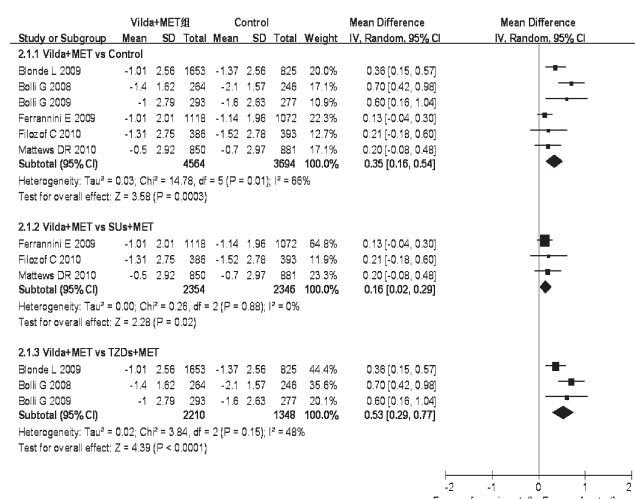 Vilda+MET组 Control Mean Difference Mean Difference
Study or Subgroup Mean SD Total Mean SD Total Weight IV, Random, 95% CI IV, Random, 95% CI
2.1.1 Vilda+MET vs Control
Blonde L 2009 -1.01 2.56 1653 -1.37 2.56 825 20.0% 0.36 [0.15, 0.57]
Bolli G 2008 -1.4 1.62 264 -2.1 1.57 246 15.6% 0.70 [0.42, 0.98]
Bolli G 2009 -1 2.79 293 -1.6 2.63 277 9.7% 0.60 [0.16, 1.04]
Ferrannini E 2009 -1.01 2.01 1118 -1.14 1.96 1072 22.3% 0.13 [-0.04, 0.30]
Filozof C 2010 -1.31 2.75 386 -1.52 2.78 393 11.3% 0.21 [-0.18, 0.60]
Mattews DR 2010 -0.5 2.92 850 -0.7 2.97 881 16.0% 0.20 [-0.08, 0.48]
Subtotal (95% CI) 4564 3694 100.0% 0.35 [0.16, 0.54]
Heterogeneity: Tau² = 0.03; Chi² = 14.78, df = 5 (P = 0.01); I² = 66%
Test for overall effect: Z = 3.58 (P = 0.0003)
2.1.2 Vilda+MET vs SUs+MET
Ferrannini E 2009 -1.01 2.01 1118 -1.14 1.96 1072 64.8% 0.13 [-0.04, 0.30]
Filozof C 2010 -1.31 2.75 386 -1.52 2.78 393 11.9% 0.21 [-0.18, 0.60]
Mattews DR 2010 -0.5 2.92 850 -0.7 2.97 881 23.3% 0.20 [-0.08, 0.48]
Subtotal (95% CI) 2354 2346 100.0% 0.16 [0.02, 0.29]
Heterogeneity: Tau² = 0.00; Chi² = 0.26, df = 2 (P = 0.88); I² = 0%
Test for overall effect: Z = 2.28 (P = 0.02)
2.1.3 Vilda+MET vs TZDs+MET
Blonde L 2009 -1.01 2.56 1653 -1.37 2.56 825 44.4% 0.36 [0.15, 0.57]
Bolli G 2008 -1.4 1.62 264 -2.1 1.57 246 35.6% 0.70 [0.42, 0.98]
Bolli G 2009 -1 2.79 293 -1.6 2.63 277 20.1% 0.60 [0.16, 1.04]
Subtotal (95% CI) 2210 1348 100.0% 0.53 [0.29, 0.77]
Heterogeneity: Tau² = 0.02; Chi² = 3.84, df = 2 (P = 0.15); I² = 48%
Test for overall effect: Z = 4.39 (P < 0.0001)
-2 -1 0 1 2